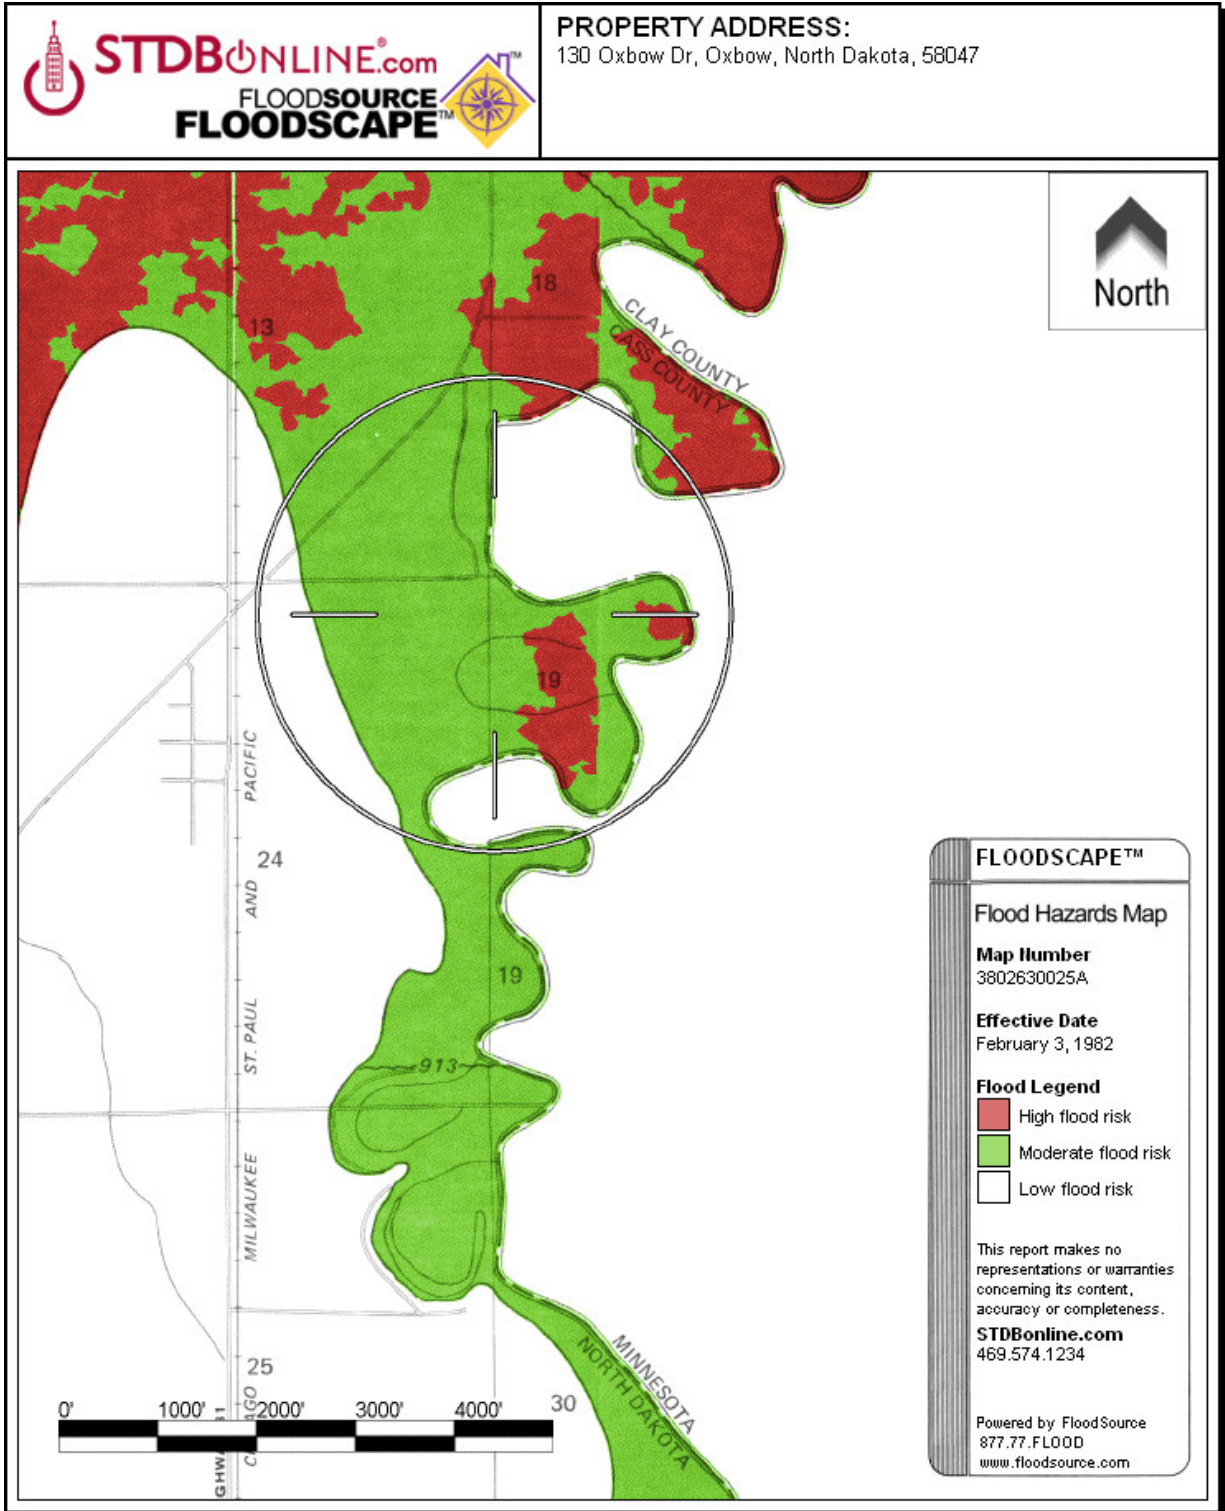 STDBONLINE®.com
FLOODSOURCE
FLOODSCAPE™
PROPERTY ADDRESS:
130 Oxbow Dr, Oxbow, North Dakota, 58047
North
18
13
CLAY COUNTY
CASS COUNTY
19
PACIFIC
24
AND
19
ST. PAUL
913
MILWAUKEE
25
30
MINNESOTA
NORTH DAKOTA
0' 1000' 2000' 3000' 4000'
FLOODSCAPE™
Flood Hazards Map
Map Number
3802630025A
Effective Date
February 3, 1982
Flood Legend
High flood risk
Moderate flood risk
Low flood risk
This report makes no
representations or warranties
concerning its content,
accuracy or completeness.
STDBonline.com
469.574.1234
Powered by FloodSource
877.77.FLOOD
www.floodsource.com